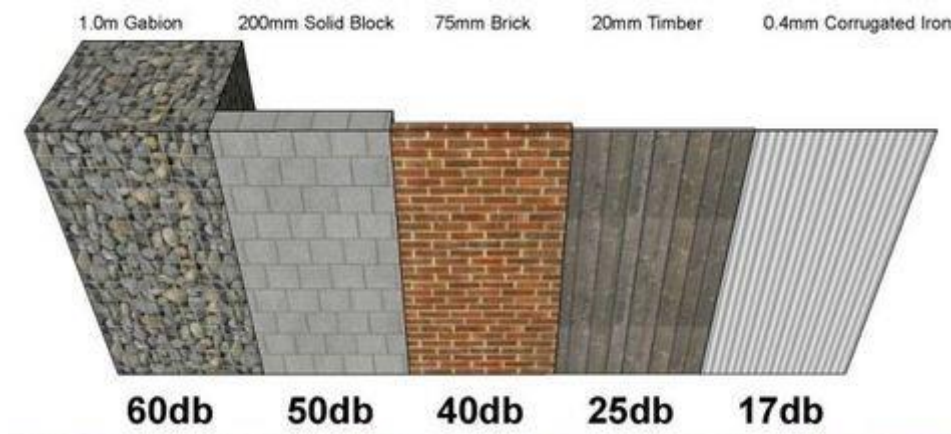 1.0m Gabion 200mm Solid Block 75mm Brick 20mm Timber 0.4mm Corrugated Iron
60db 50db 40db 25db 17db